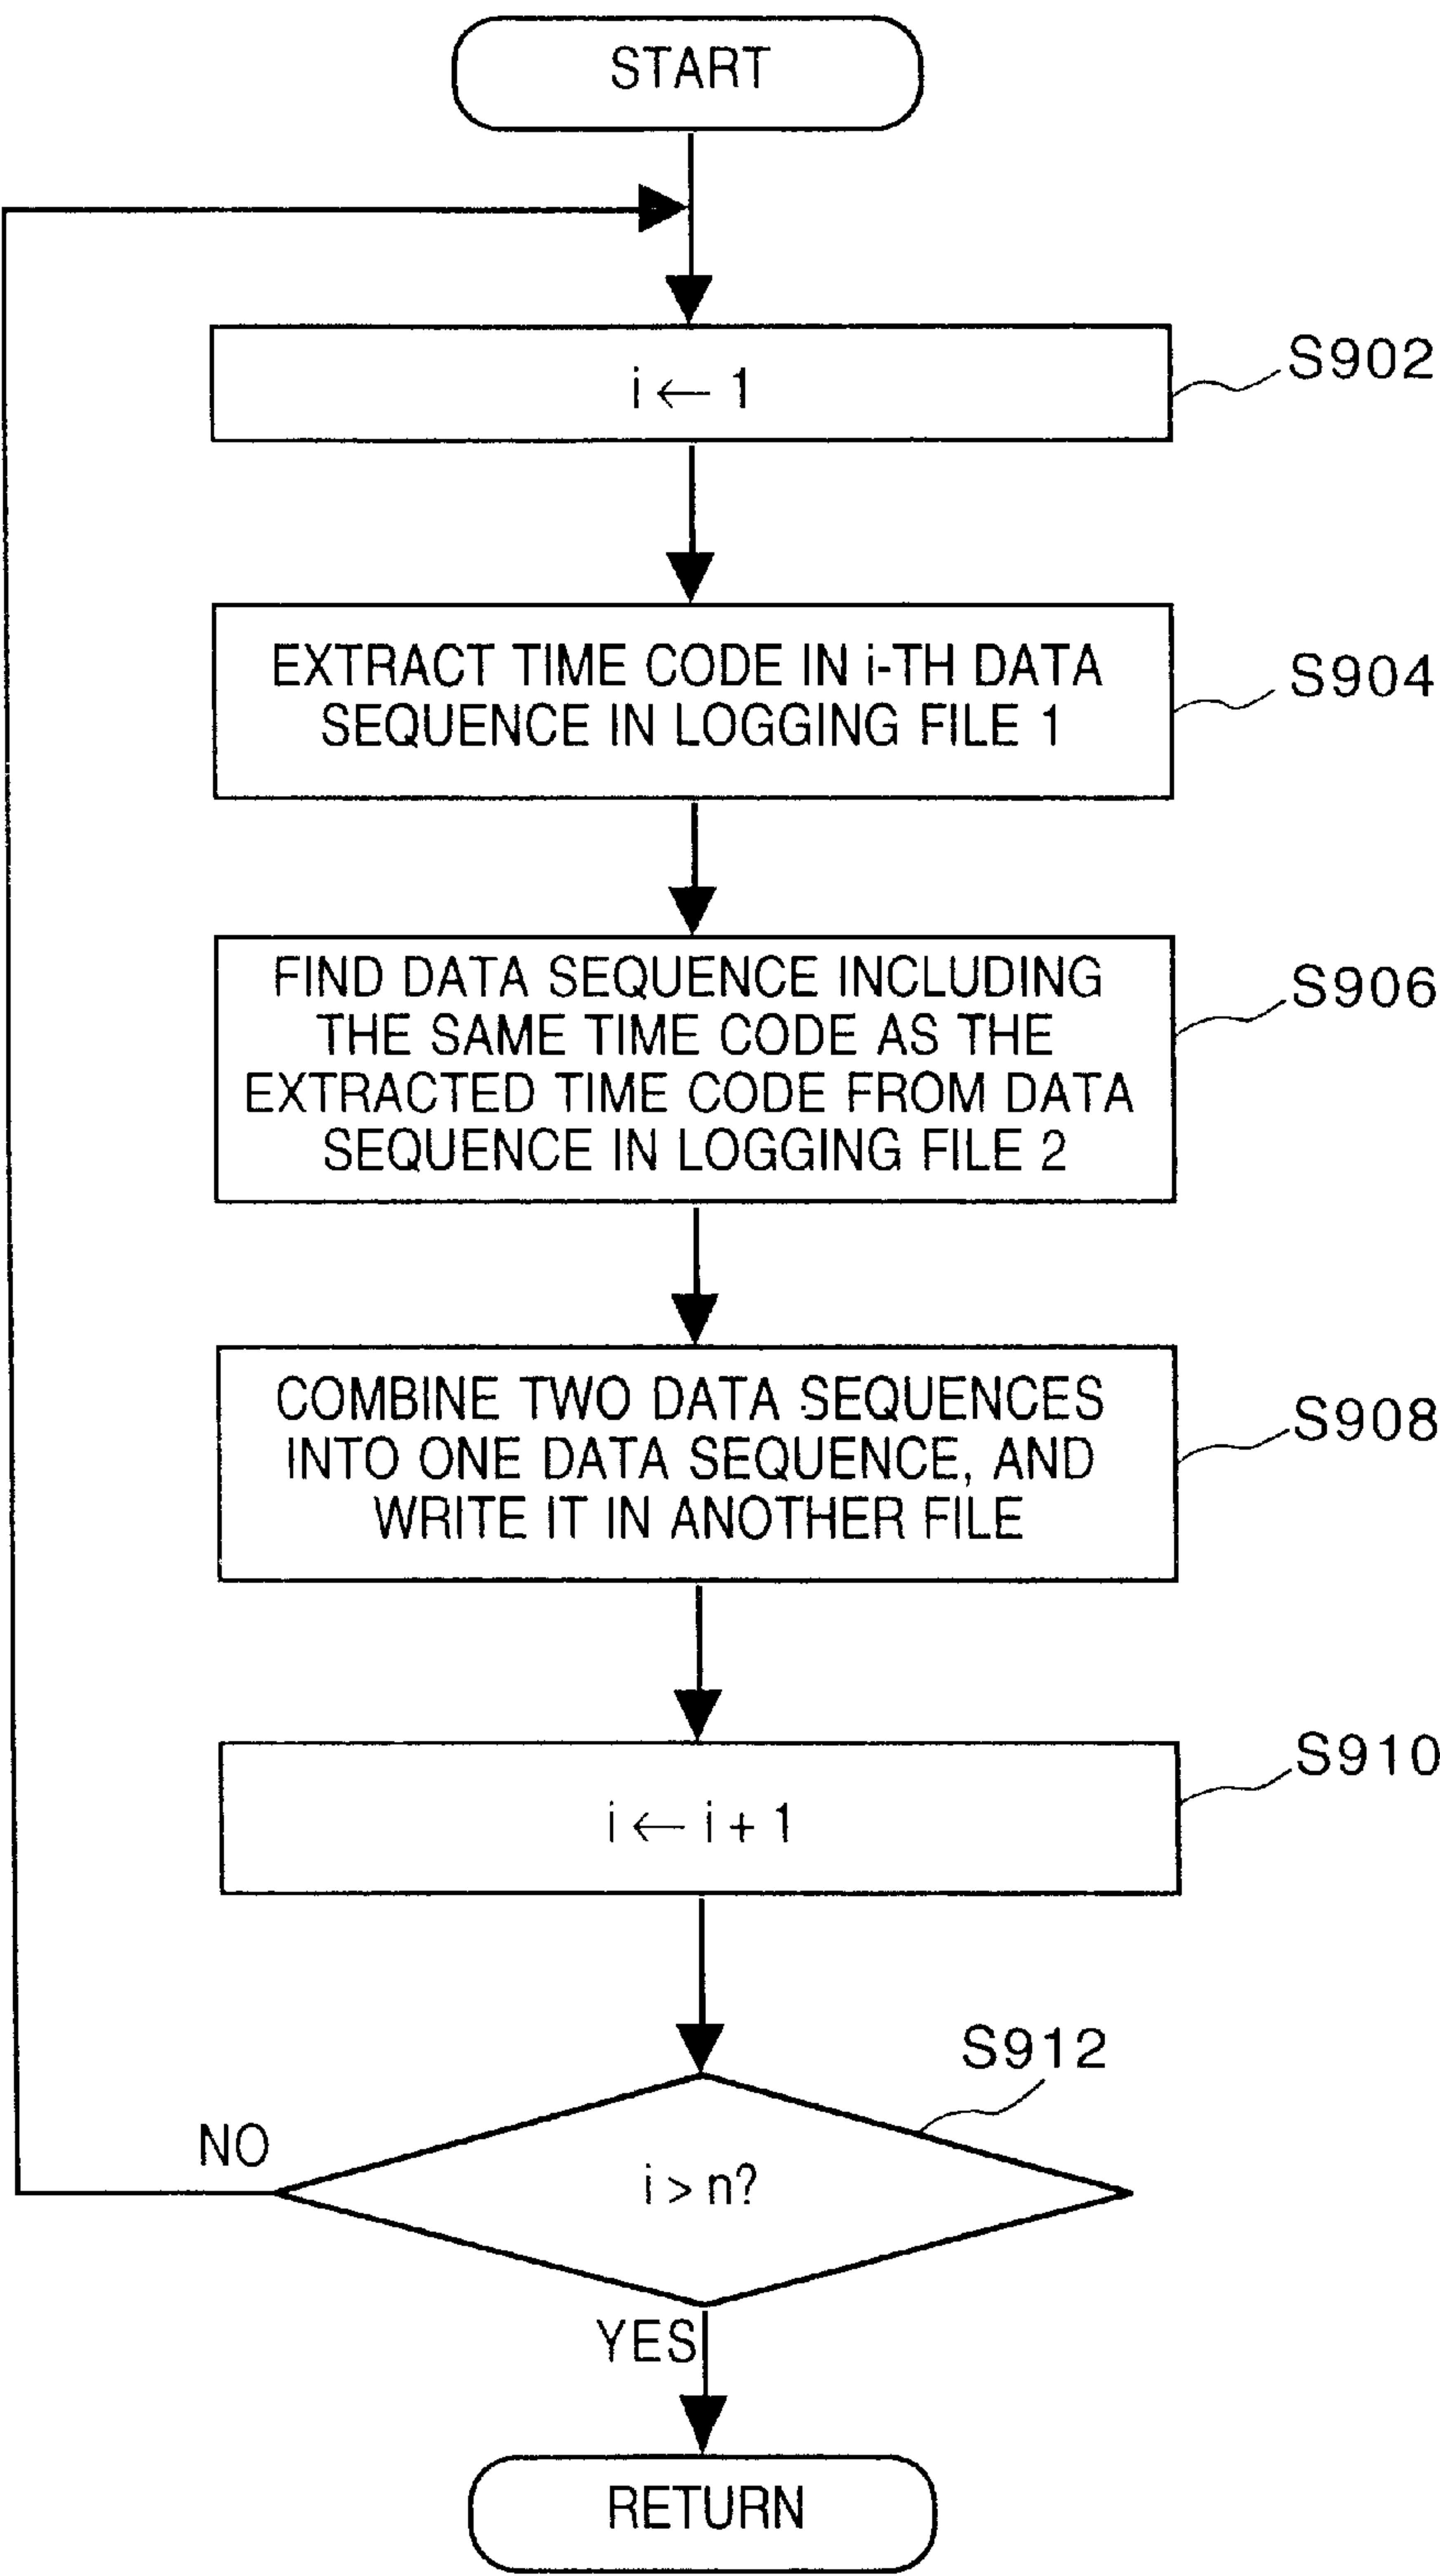 START
i ← 1
S902
EXTRACT TIME CODE IN i-TH DATA
SEQUENCE IN LOGGING FILE 1
S904
FIND DATA SEQUENCE INCLUDING
THE SAME TIME CODE AS THE
EXTRACTED TIME CODE FROM DATA
SEQUENCE IN LOGGING FILE 2
S906
COMBINE TWO DATA SEQUENCES
INTO ONE DATA SEQUENCE, AND
WRITE IT IN ANOTHER FILE
S908
i ← i + 1
S910
S912
NO
i > n?
YES
RETURN